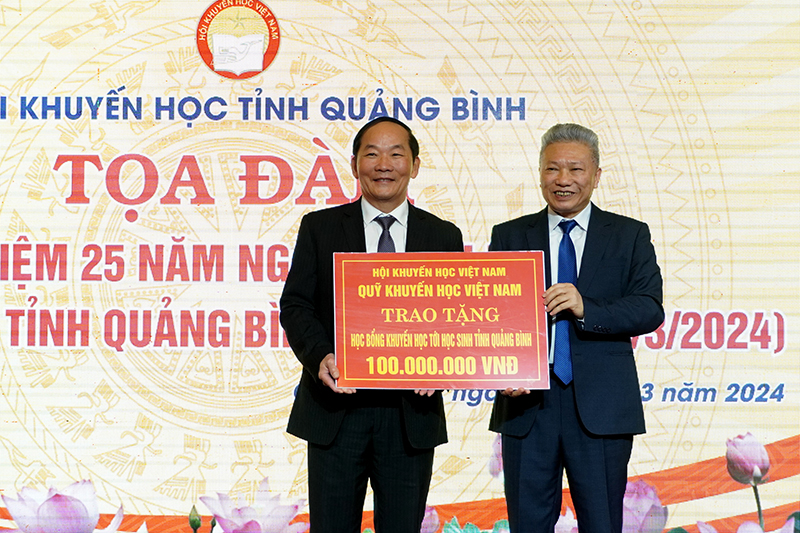 HỘI KHUYẾN HỌC VIỆT NAM
I KHUYẾN HỌC TỈNH QUẢNG BÌNH
TỌA ĐÀ
IỆM 25 NĂM NG
TỈNH QUẢNG BÌ
/3/2024)
3 năm 2024
HỘI KHUYẾN HỌC VIỆT NAM
QUỸ KHUYẾN HỌC VIỆT NAM
TRAO TẶNG
HỌC BỔNG KHUYẾN HỌC TỚI HỌC SINH TỈNH QUẢNG BÌNH
100.000.000 VNĐ